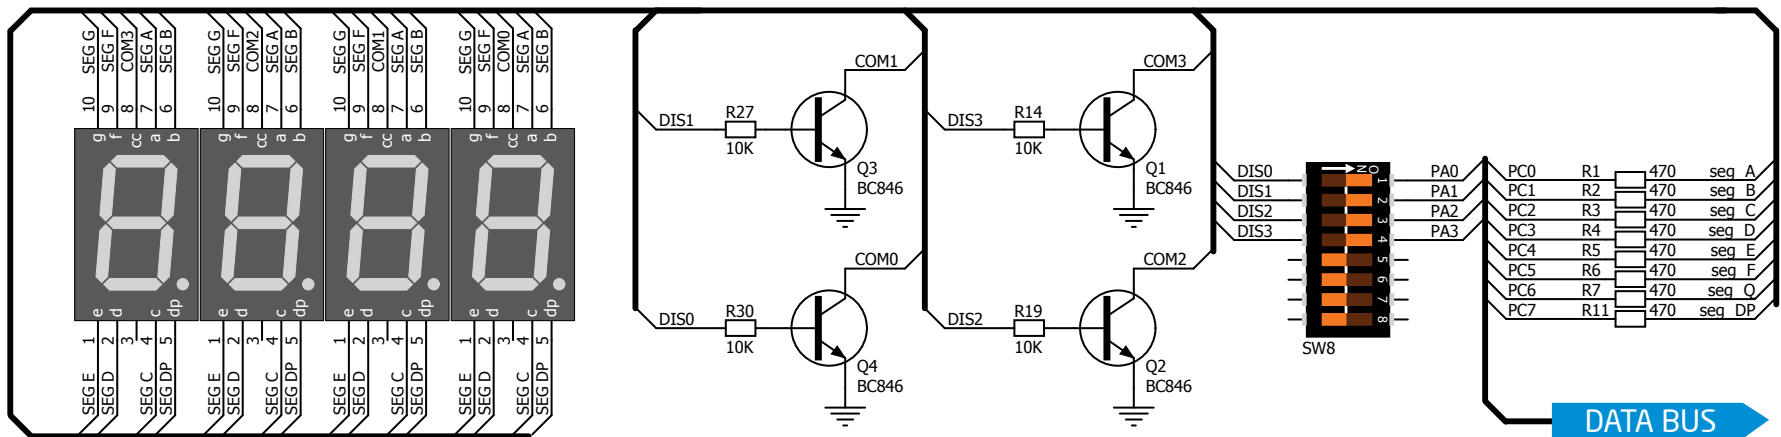 SEG G SEG F COM3 SEG A SEG B
10 9 8 7 6
g f cc a b
e d c dp
1 2 3 4 5
SEG E SEG D SEG C SEG DP
SEG G SEG F COM2 SEG A SEG B
10 9 8 7 6
g f cc a b
e d c dp
1 2 3 4 5
SEG E SEG D SEG C SEG DP
SEG G SEG F COM1 SEG A SEG B
10 9 8 7 6
g f cc a b
e d c dp
1 2 3 4 5
SEG E SEG D SEG C SEG DP
SEG G SEG F COM0 SEG A SEG B
10 9 8 7 6
g f cc a b
e d c dp
1 2 3 4 5
SEG E SEG D SEG C SEG DP
COM1
DIS1 R27
10K
Q3
BC846
COM0
DIS0 R30
10K
Q4
BC846
COM3
DIS3 R14
10K
Q1
BC846
COM2
DIS2 R19
10K
Q2
BC846
ON
DIS0 1 PA0
DIS1 2 PA1
DIS2 3 PA2
DIS3 4 PA3
5
6
7
8
SW8
PC0 R1 470 seg A
PC1 R2 470 seg B
PC2 R3 470 seg C
PC3 R4 470 seg D
PC4 R5 470 seg E
PC5 R6 470 seg F
PC6 R7 470 seg Q
PC7 R11 470 seg DP
DATA BUS